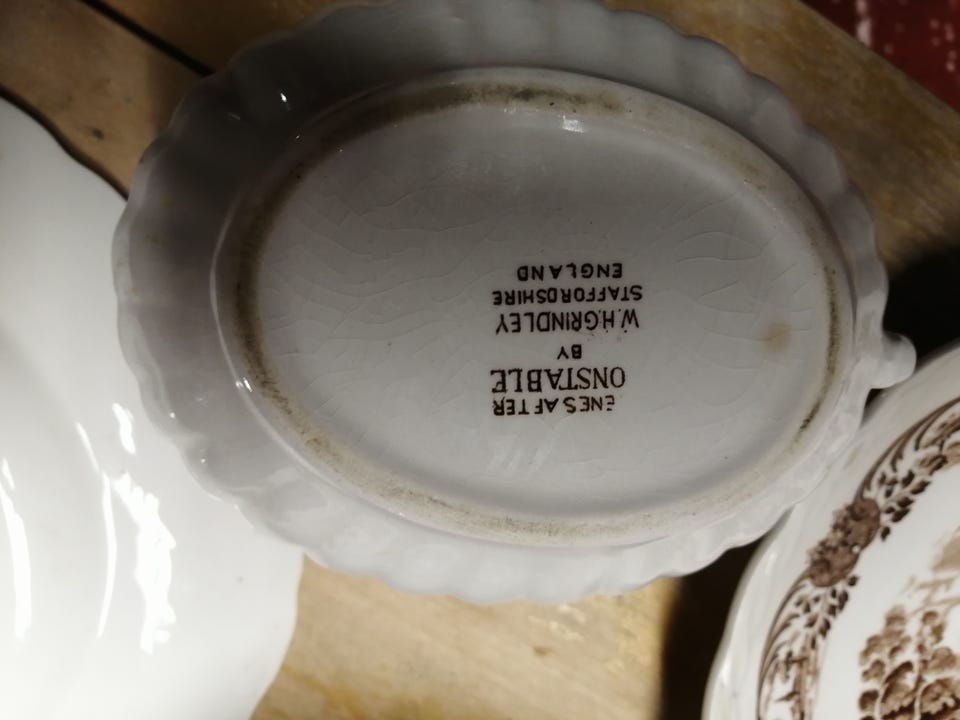 ENES AFTER
ONSTABLE
BY
W.H.GRINDLEY
STAFFORDSHIRE
ENGLAND